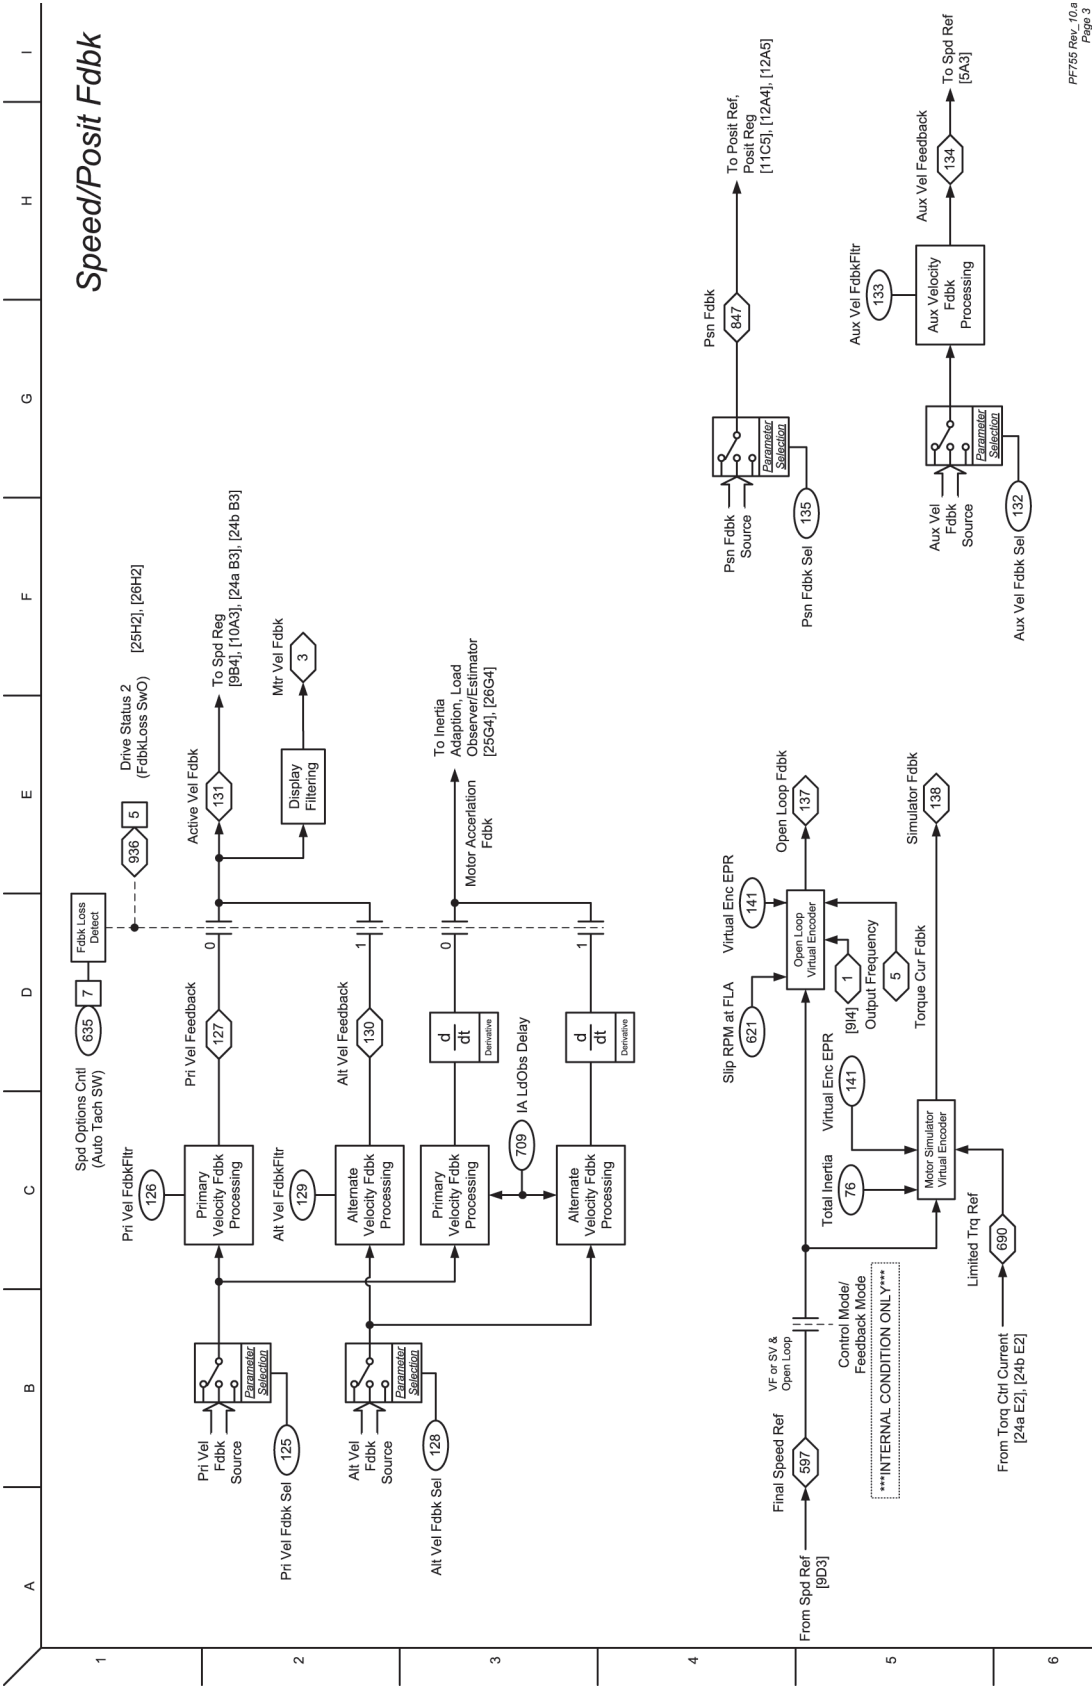 Speed/Posit Fdbk
A
B
C
D
E
F
G
H
I
1
2
3
4
5
6
Spd Options Cntl
(Auto Tach SW)
635
7
Fdbk Loss
Detect
936
5
Drive Status 2
(FdbkLoss SwO)
[25H2], [26H2]
Pri Vel
Fdbk
Source
Parameter
Selection
125
Pri Vel Fdbk Sel
Pri Vel FdbkFltr
126
Primary
Velocity Fdbk
Processing
Pri Vel Feedback
127
0
Active Vel Fdbk
131
To Spd Reg
[9B4], [10A3], [24a B3], [24b B3]
Display
Filtering
Mtr Vel Fdbk
3
Alt Vel
Fdbk
Source
Parameter
Selection
128
Alt Vel Fdbk Sel
Alt Vel FdbkFltr
129
Alternate
Velocity Fdbk
Processing
Alt Vel Feedback
130
1
Primary
Velocity Fdbk
Processing
d
dt
Derivative
0
Motor Accerlation
Fdbk
To Inertia
Adaption, Load
Observer/Estimator
[25G4], [26G4]
709
IA LdObs Delay
Alternate
Velocity Fdbk
Processing
d
dt
Derivative
1
Psn Fdbk
Source
Parameter
Selection
135
Psn Fdbk Sel
Psn Fdbk
847
To Posit Ref,
Posit Reg
[11C5], [12A4], [12A5]
Aux Vel
Fdbk
Source
Parameter
Selection
132
Aux Vel Fdbk Sel
Aux Vel FdbkFltr
133
Aux Velocity
Fdbk
Processing
Aux Vel Feedback
134
To Spd Ref
[5A3]
From Spd Ref
[9D3]
Final Speed Ref
597
VF or SV &
Open Loop
Control Mode/
Feedback Mode
***INTERNAL CONDITION ONLY***
Slip RPM at FLA
621
Virtual Enc EPR
141
Open Loop
Virtual Encoder
Open Loop Fdbk
137
1
[9I4]
Output Frequency
5
Torque Cur Fdbk
Total Inertia
76
Virtual Enc EPR
141
Motor Simulator
Virtual Encoder
Simulator Fdbk
138
From Torq Ctrl Current
[24a E2], [24b E2]
Limited Trq Ref
690
PF755 Rev_10.a
Page 3